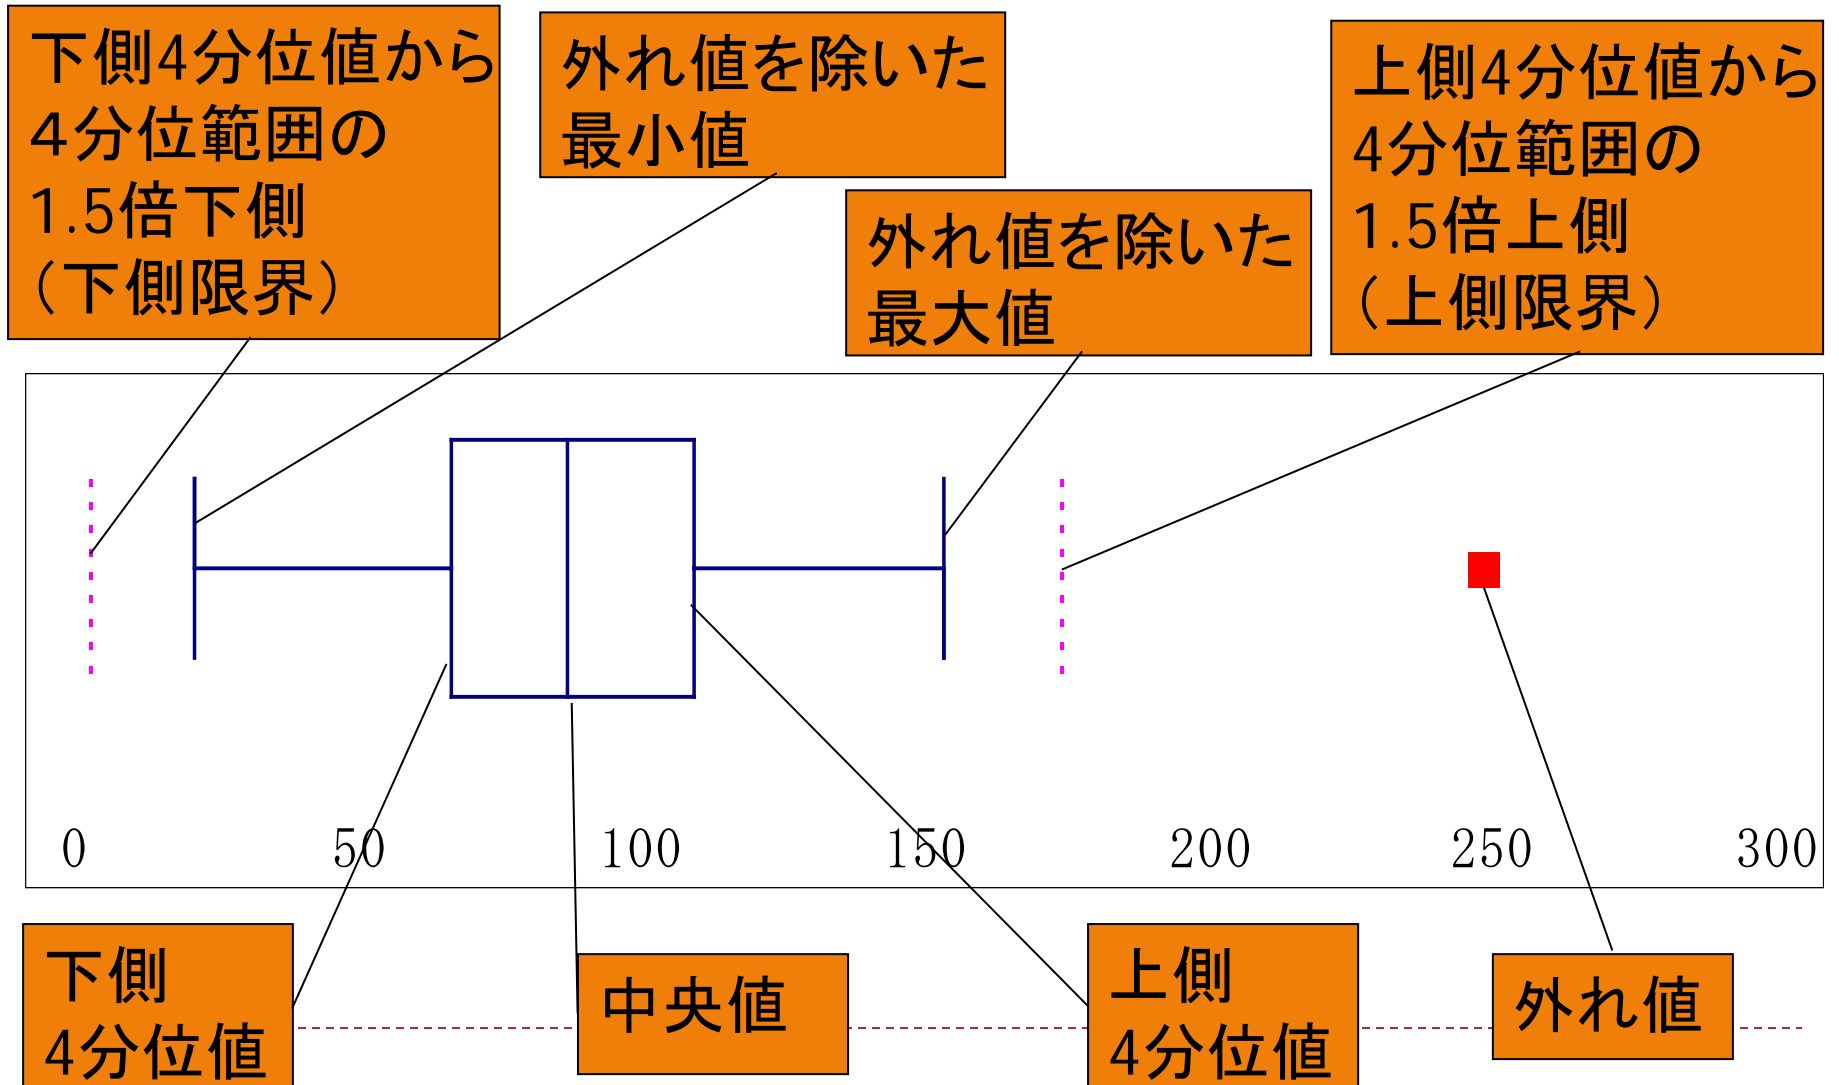 下側4分位値から
4分位範囲の
1.5倍下側
（下側限界）
外れ値を除いた
最小値
外れ値を除いた
最大値
上側4分位値から
4分位範囲の
1.5倍上側
（上側限界）
0 50 100 150 200 250 300
下側
4分位値
中央値
上側
4分位値
外れ値